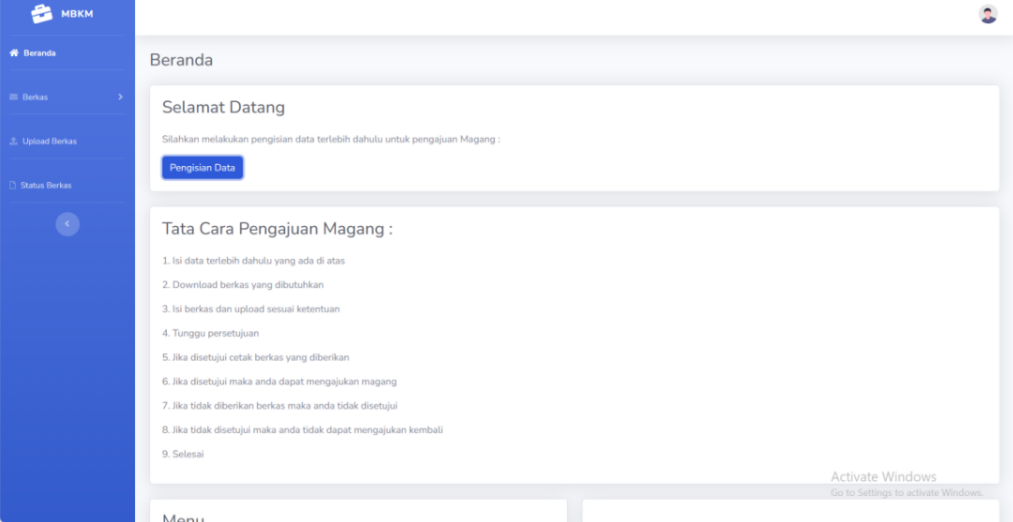 MBKM
Beranda
Berkas
Upload Berkas
Status Berkas
Beranda
Selamat Datang
Silahkan melakukan pengisian data terlebih dahulu untuk pengajuan Magang :
Pengisian Data
Tata Cara Pengajuan Magang :
1. Isi data terlebih dahulu yang ada di atas
2. Download berkas yang dibutuhkan
3. Isi berkas dan upload sesuai ketentuan
4. Tunggu persetujuan
5. Jika disetujui cetak berkas yang diberikan
6. Jika disetujui maka anda dapat mengajukan magang
7. Jika tidak diberikan berkas maka anda tidak disetujui
8. Jika tidak disetujui maka anda tidak dapat mengajukan kembali
9. Selesai
Activate Windows
Go to Settings to activate Windows.
Menu